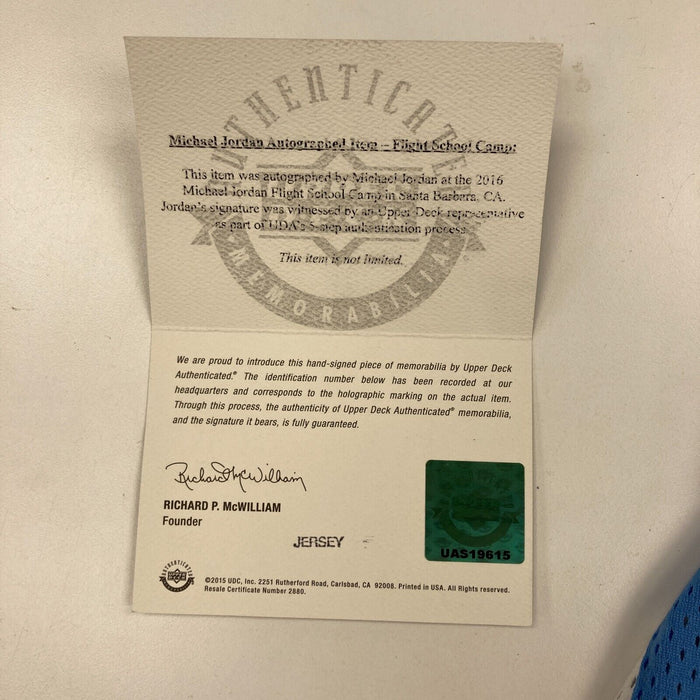 AUTHENTICATED
MEMORABILIA
Michael Jordan Autographed Item – Flight School Camp:
This item was autographed by Michael Jordan at the 2016
Michael Jordan Flight School Camp in Santa Barbara, CA.
Jordan's signature was witnessed by an Upper Deck representative
as part of UDA's 5-step authentication process.
This item is not limited.
We are proud to introduce this hand-signed piece of memorabilia by Upper Deck
Authenticated.® The identification number below has been recorded at our
headquarters and corresponds to the holographic marking on the actual item.
Through this process, the authenticity of Upper Deck Authenticated® memorabilia,
and the signature it bears, is fully guaranteed.
Richard McWilliam
RICHARD P. McWILLIAM
Founder
JERSEY
UAS19615
AUTHENTICATED
UPPER DECK
MEMORABILIA
©2015 UDC, Inc. 2251 Rutherford Road, Carlsbad, CA 92008. Printed in USA. All Rights reserved.
Resale Certificate Number 2880.